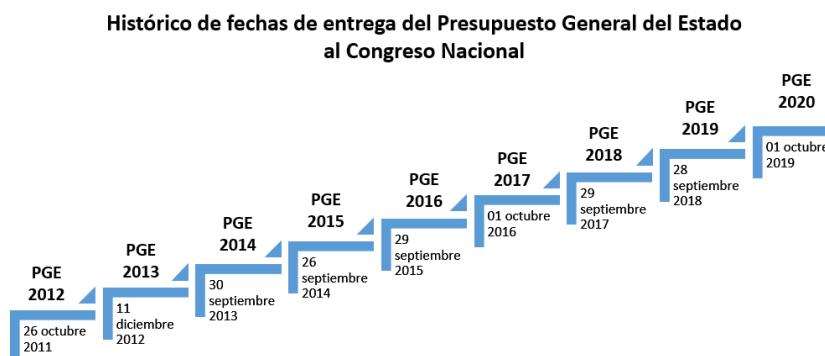 Histórico de fechas de entrega del Presupuesto General del Estado
al Congreso Nacional
PGE
2012
26 octubre
2011
PGE
2013
11
diciembre
2012
PGE
2014
30
septiembre
2013
PGE
2015
26
septiembre
2014
PGE
2016
29
septiembre
2015
PGE
2017
01 octubre
2016
PGE
2018
29
septiembre
2017
PGE
2019
28
septiembre
2018
PGE
2020
01 octubre
2019